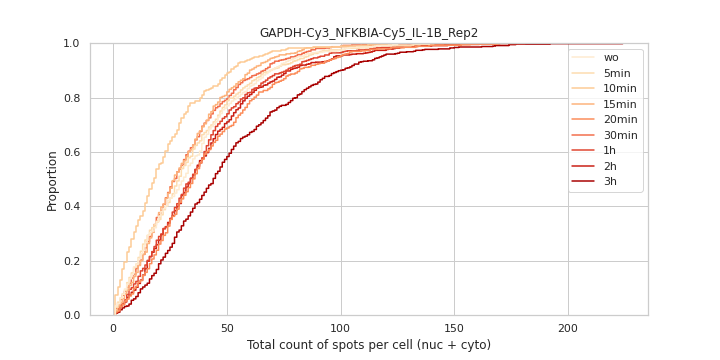 GAPDH-Cy3_NFKBIA-Cy5_IL-1B_Rep2
1.0
0.8
0.6
0.4
0.2
0.0
Proportion
wo
5min
10min
15min
20min
30min
1h
2h
3h
0
50
100
150
200
Total count of spots per cell (nuc + cyto)